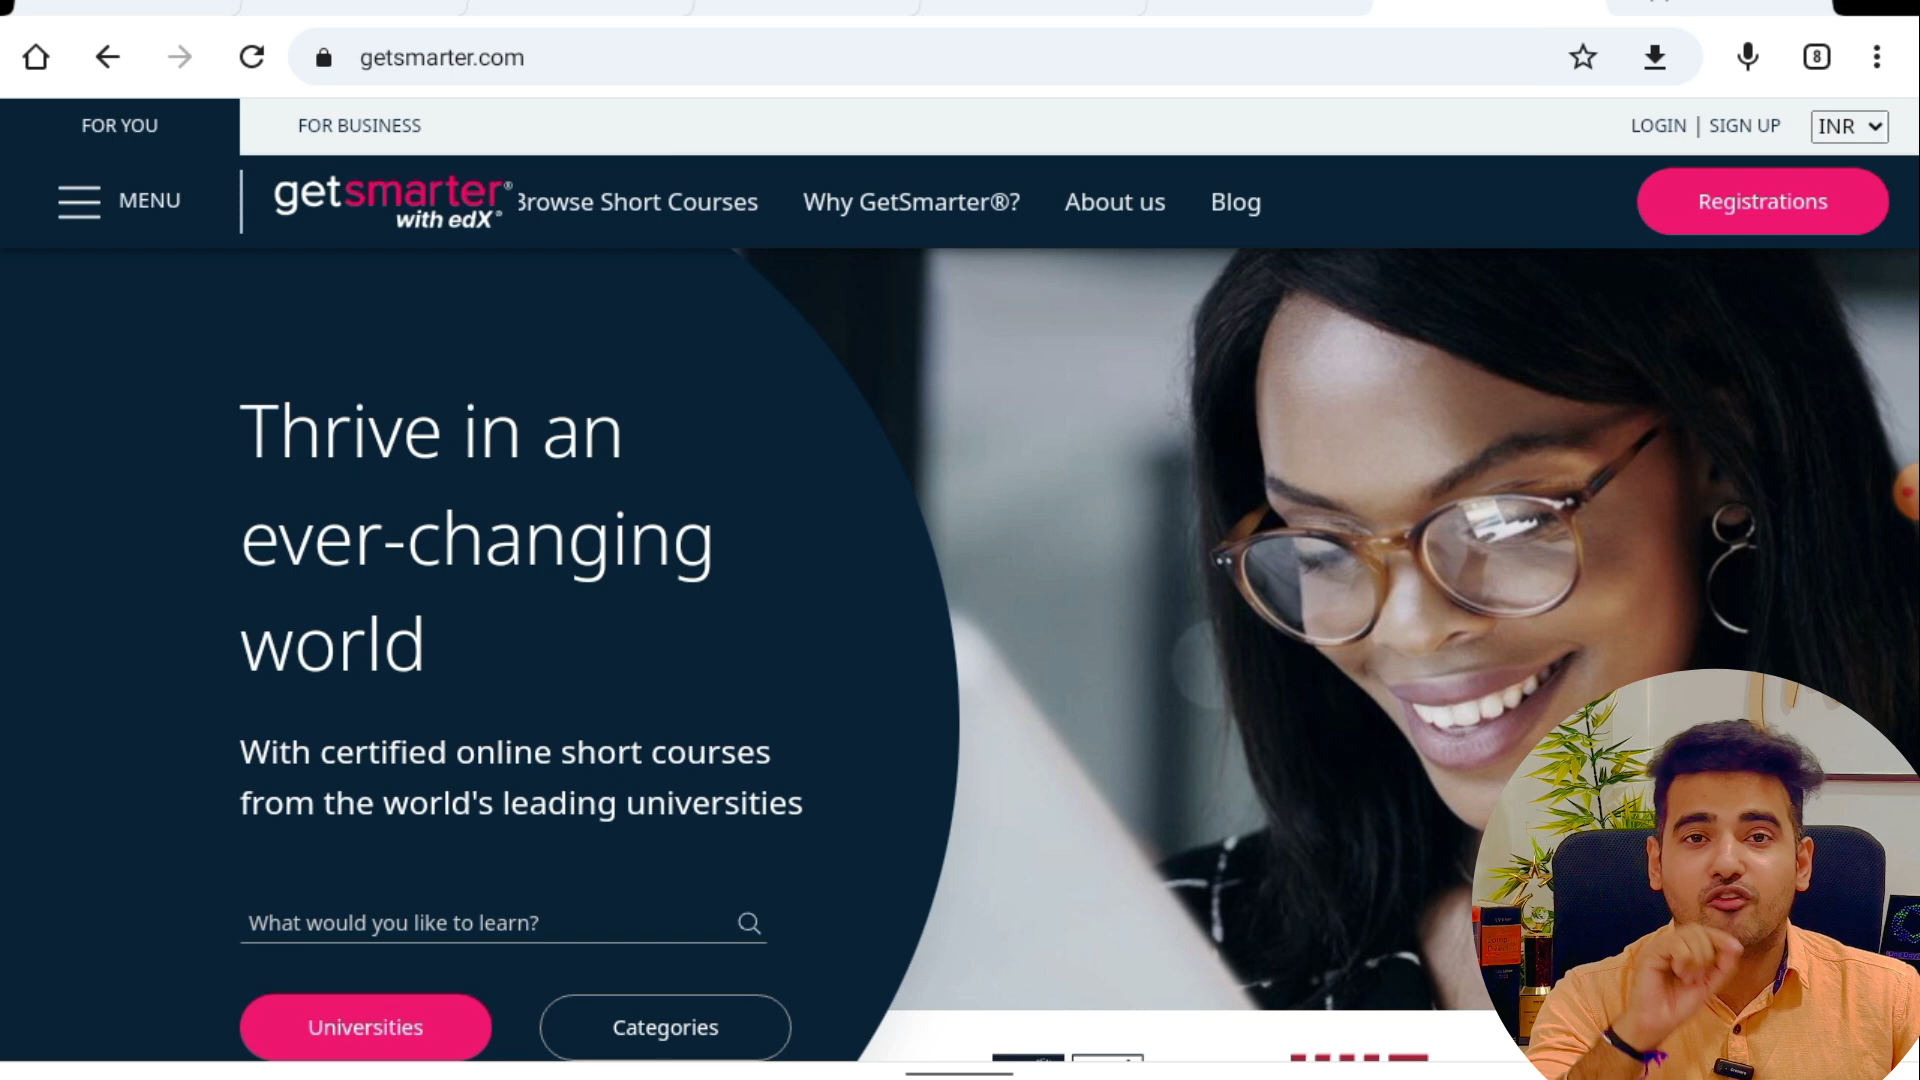 getsmarter.com
8
FOR YOU
FOR BUSINESS
LOGIN | SIGN UP
INR
MENU
getsmarter®
with edX®
Browse Short Courses
Why GetSmarter®?
About us
Blog
Registrations
Thrive in an
ever-changing
world
With certified online short courses
from the world's leading universities
What would you like to learn?
Universities
Categories